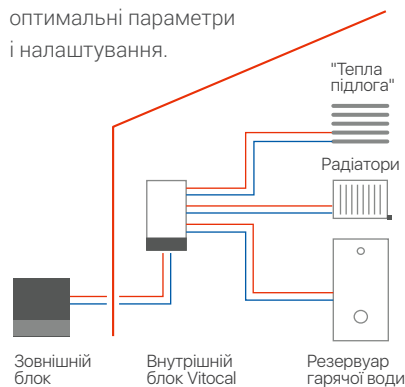 оптимальні параметри
і налаштування.
"Тепла
підлога"
Радіатори
Зовнішній
блок
Внутрішній
блок Vitocal
Резервуар
гарячої води